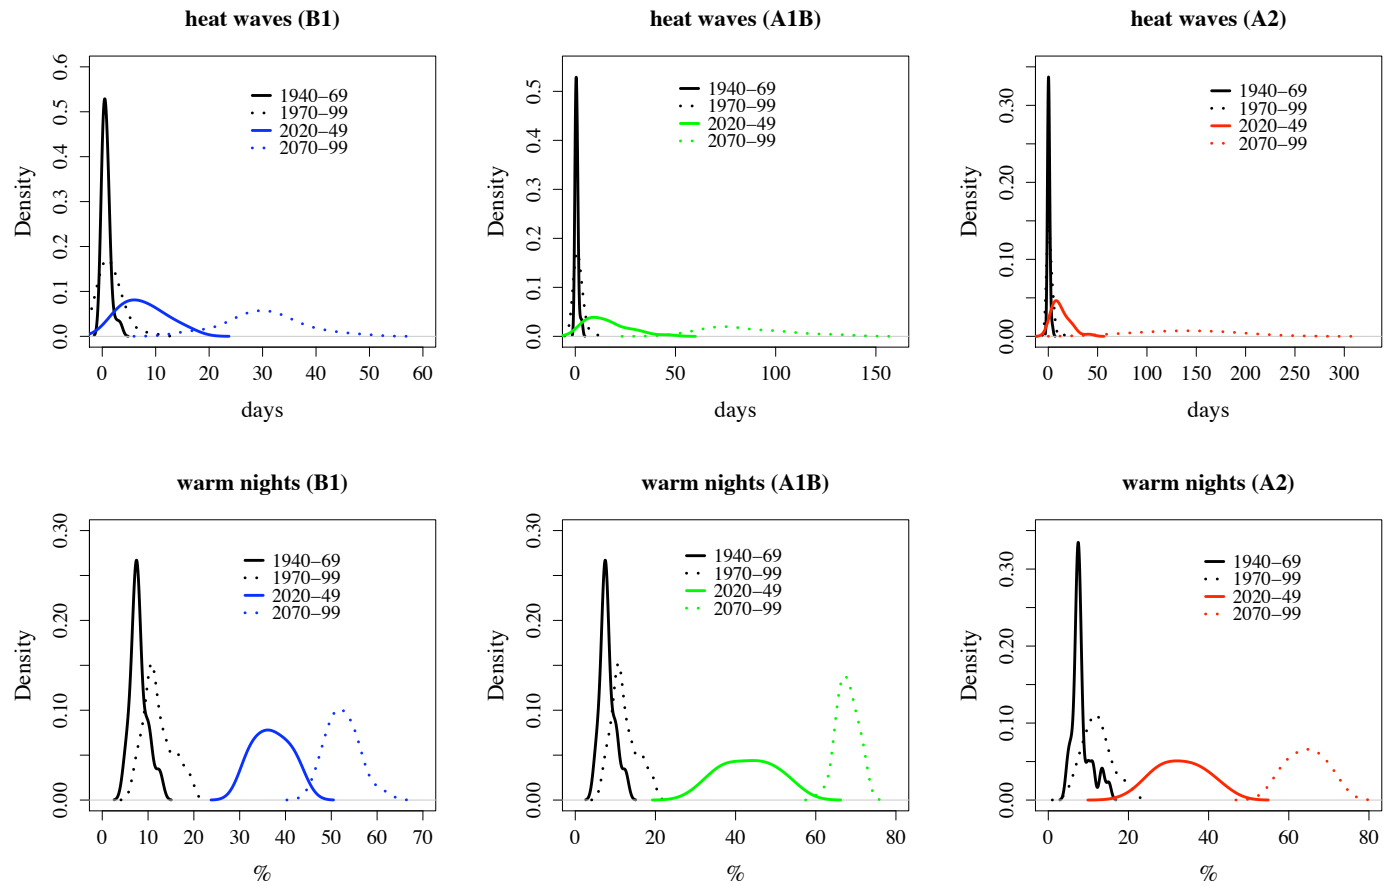 heat waves (B1)
0.0 0.1 0.2 0.3 0.4 0.5 0.6
Density
1940–69
1970–99
2020–49
2070–99
0 10 20 30 40 50 60
days
heat waves (A1B)
0.0 0.1 0.2 0.3 0.4 0.5
Density
1940–69
1970–99
2020–49
2070–99
0 50 100 150
days
heat waves (A2)
0.00 0.10 0.20 0.30
Density
1940–69
1970–99
2020–49
2070–99
0 50 100 150 200 250 300
days
warm nights (B1)
0.00 0.10 0.20 0.30
Density
1940–69
1970–99
2020–49
2070–99
0 10 20 30 40 50 60 70
%
warm nights (A1B)
0.00 0.10 0.20 0.30
Density
1940–69
1970–99
2020–49
2070–99
0 20 40 60 80
%
warm nights (A2)
0.00 0.10 0.20 0.30
Density
1940–69
1970–99
2020–49
2070–99
0 20 40 60 80
%